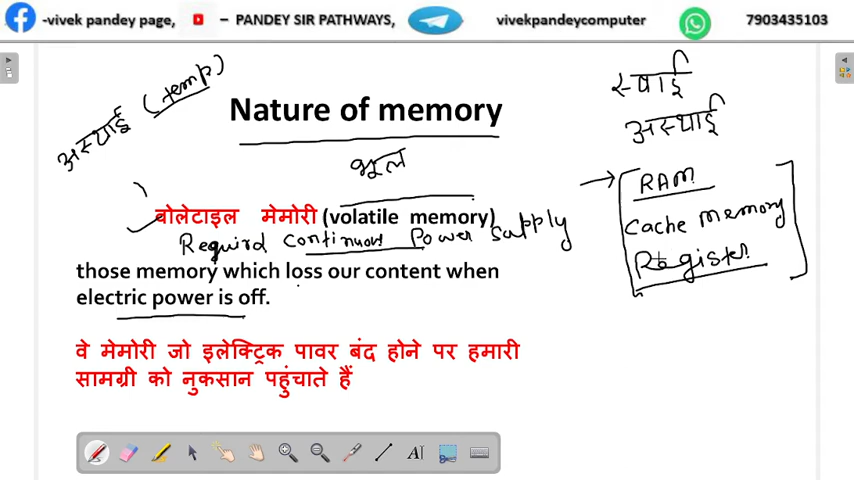 -vivek pandey page, – PANDEY SIR PATHWAYS, vivekpandeycomputer 7903435103
अस्थाई (temp)
Nature of memory
स्थाई
अस्थाई
भूल
वोलेटाइल मेमोरी (volatile memory)
Required continuous Power supply
RAM
Cache memory
Register
those memory which loss our content when
electric power is off.
वे मेमोरी जो इलेक्ट्रिक पावर बंद होने पर हमारी
सामग्री को नुकसान पहुंचाते हैं